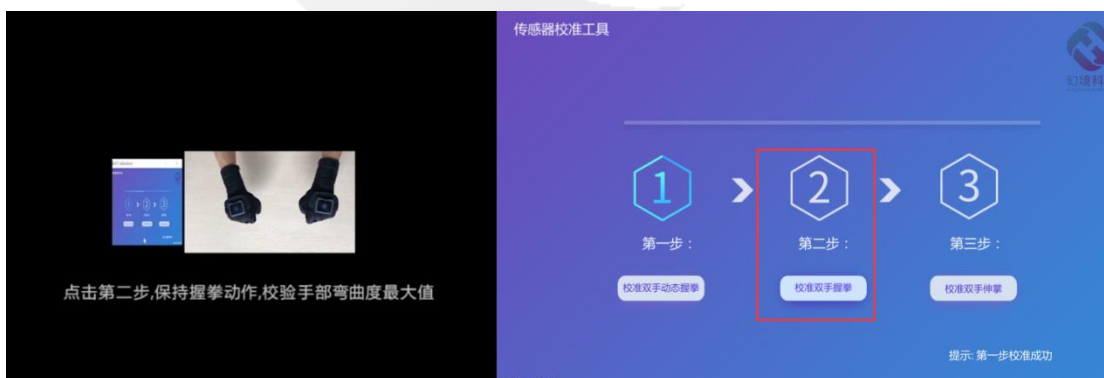 点击第二步,保持握拳动作,校验手部弯曲度最大值
传感器校准工具
幻境科
1
2
3
第一步：
第二步：
第三步：
校准双手动态握拳
校准双手握拳
校准双手伸掌
提示: 第一步校准成功